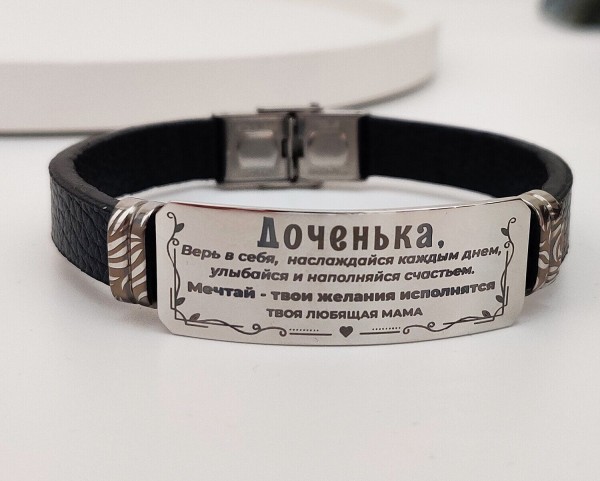 Доченька,
Верь в себя, наслаждайся каждым днем,
улыбайся и наполняйся счастьем.
Мечтай - твои желания исполнятся
ТВОЯ ЛЮБЯЩАЯ МАМА